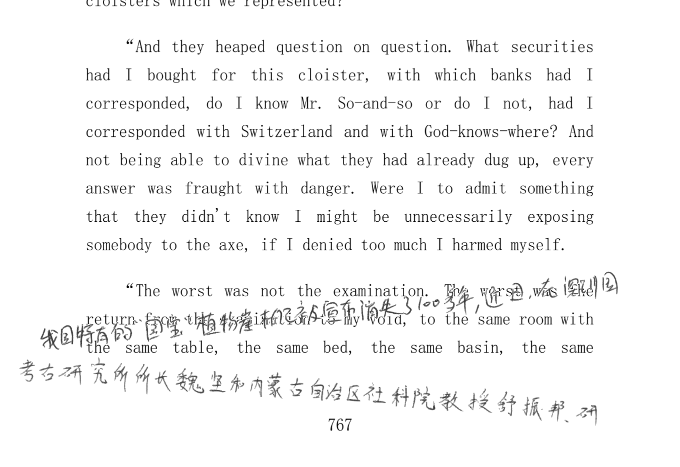 cloisters which we represented?
“And they heaped question on question. What securities
had I bought for this cloister, with which banks had I
corresponded, do I know Mr. So-and-so or do I not, had I
corresponded with Switzerland and with God-knows-where? And
not being able to divine what they had already dug up, every
answer was fraught with danger. Were I to admit something
that they didn't know I might be unnecessarily exposing
somebody to the axe, if I denied too much I harmed myself.
“The worst was not the examination. The worst was the
return from the examination to my void, to the same room with
我国特有的“国宝”植物崖柏被宣布消失了100多年,近日,在深圳国
the same table, the same bed, the same basin, the same
考古研究所所长魏坚和内蒙古自治区社科院教授舒振邦、研
767